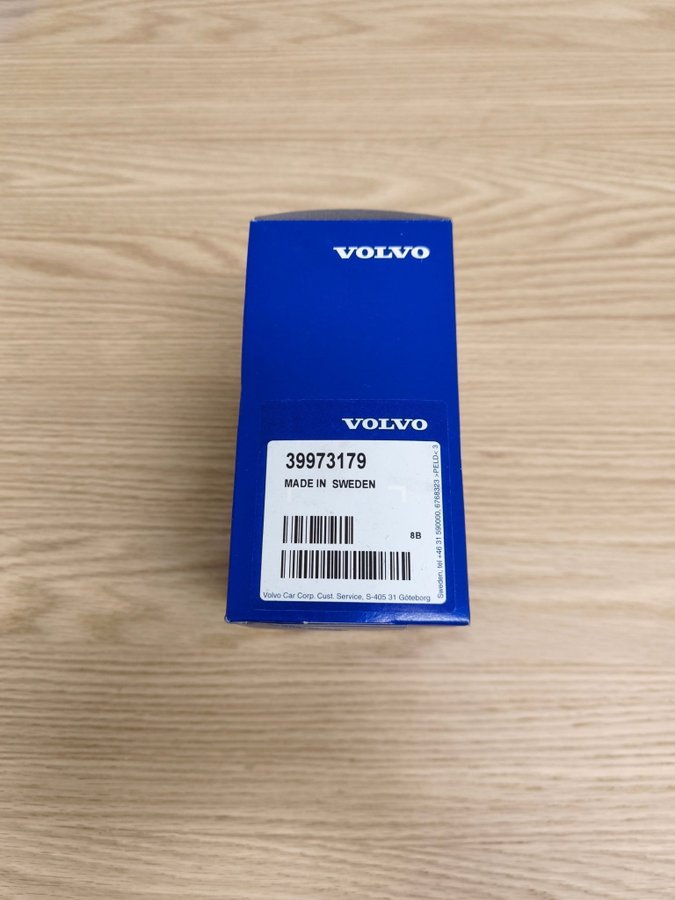 VOLVO
VOLVO
39973179
MADE IN SWEDEN
8B
Volvo Car Corp. Cust. Service, S-405 31 Göteborg
Sweden, tel +46 31 590000, 6768323 >PELD< 3